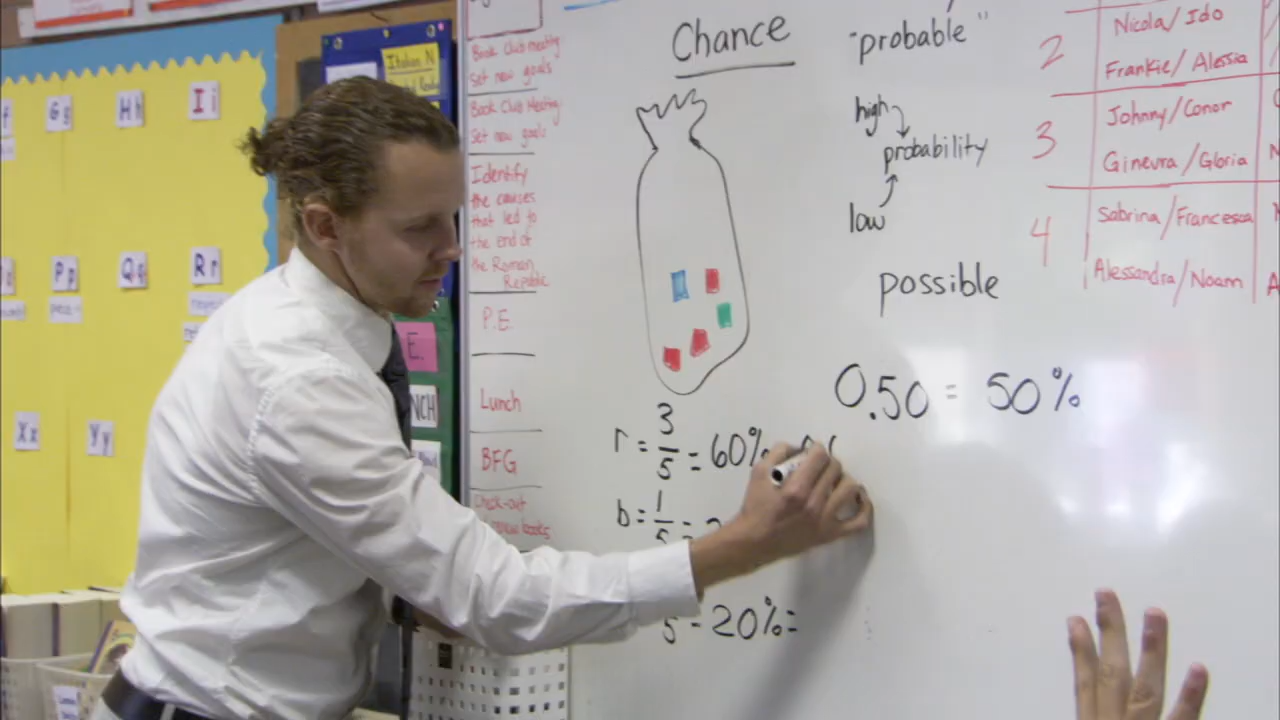 Gg
Hh
Ii
Pp
Qq
Rr
Xx
Yy
Italian N
E.
NCH
Book Club Meeting
Set new goals
Book Club Meeting
Set new goals
Identify
the causes
that led to
the end of
the Roman
Republic
P.E.
Lunch
BFG
Check-out
new books
Chance
r = 3/5 = 60%
b = 1/5 =
5 = 20% =
"probable"
high
probability
low
possible
0.50 = 50%
2
Nicola/Ido
Frankie/Alessia
3
Johnny/Conor
Ginevra/Gloria
4
Sabrina/Francesca
Alessandra/Noam